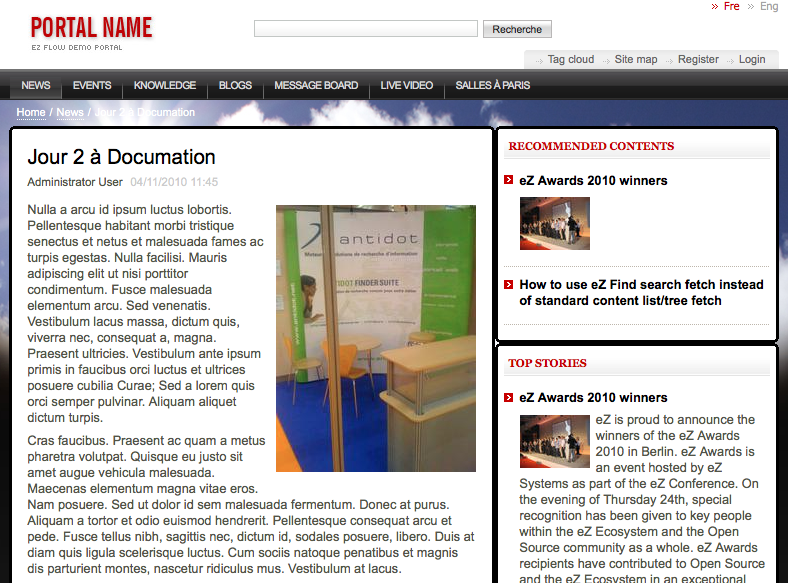 Fre
Eng
PORTAL NAME
EZ FLOW DEMO PORTAL
Recherche
Tag cloud
Site map
Register
Login
NEWS
EVENTS
KNOWLEDGE
BLOGS
MESSAGE BOARD
LIVE VIDEO
SALLES À PARIS
Home / News / Jour 2 à Documation
Jour 2 à Documation
Administrator User 04/11/2010 11:45
Nulla a arcu id ipsum luctus lobortis.
Pellentesque habitant morbi tristique
senectus et netus et malesuada fames ac
turpis egestas. Nulla facilisi. Mauris
adipiscing elit ut nisi porttitor
condimentum. Fusce malesuada
elementum arcu. Sed venenatis.
Vestibulum lacus massa, dictum quis,
viverra nec, consequat a, magna.
Praesent ultricies. Vestibulum ante ipsum
primis in faucibus orci luctus et ultrices
posuere cubilia Curae; Sed a lorem quis
orci semper pulvinar. Aliquam aliquet
dictum turpis.
antidot
solutions de recherche d'information
FINDER SUITE
Cras faucibus. Praesent ac quam a metus
pharetra volutpat. Quisque eu justo sit
amet augue vehicula malesuada.
Maecenas elementum magna vitae eros.
Nam posuere. Sed ut dolor id sem malesuada fermentum. Donec at purus.
Aliquam a tortor et odio euismod hendrerit. Pellentesque consequat arcu et
pede. Fusce tellus nibh, sagittis nec, dictum id, sodales posuere, libero. Duis at
diam quis ligula scelerisque luctus. Cum sociis natoque penatibus et magnis
dis parturient montes, nascetur ridiculus mus. Vestibulum at lacus.
RECOMMENDED CONTENTS
eZ Awards 2010 winners
How to use eZ Find search fetch instead
of standard content list/tree fetch
TOP STORIES
eZ Awards 2010 winners
eZ is proud to announce the
winners of the eZ Awards
2010 in Berlin. eZ Awards is
an event hosted by eZ
Systems as part of the eZ Conference. On
the evening of Thursday 24th, special
recognition has been given to key people
within the eZ Ecosystem and the Open
Source community as a whole. eZ Awards
recipients have contributed to Open Source
and the eZ Ecosystem in an exceptional